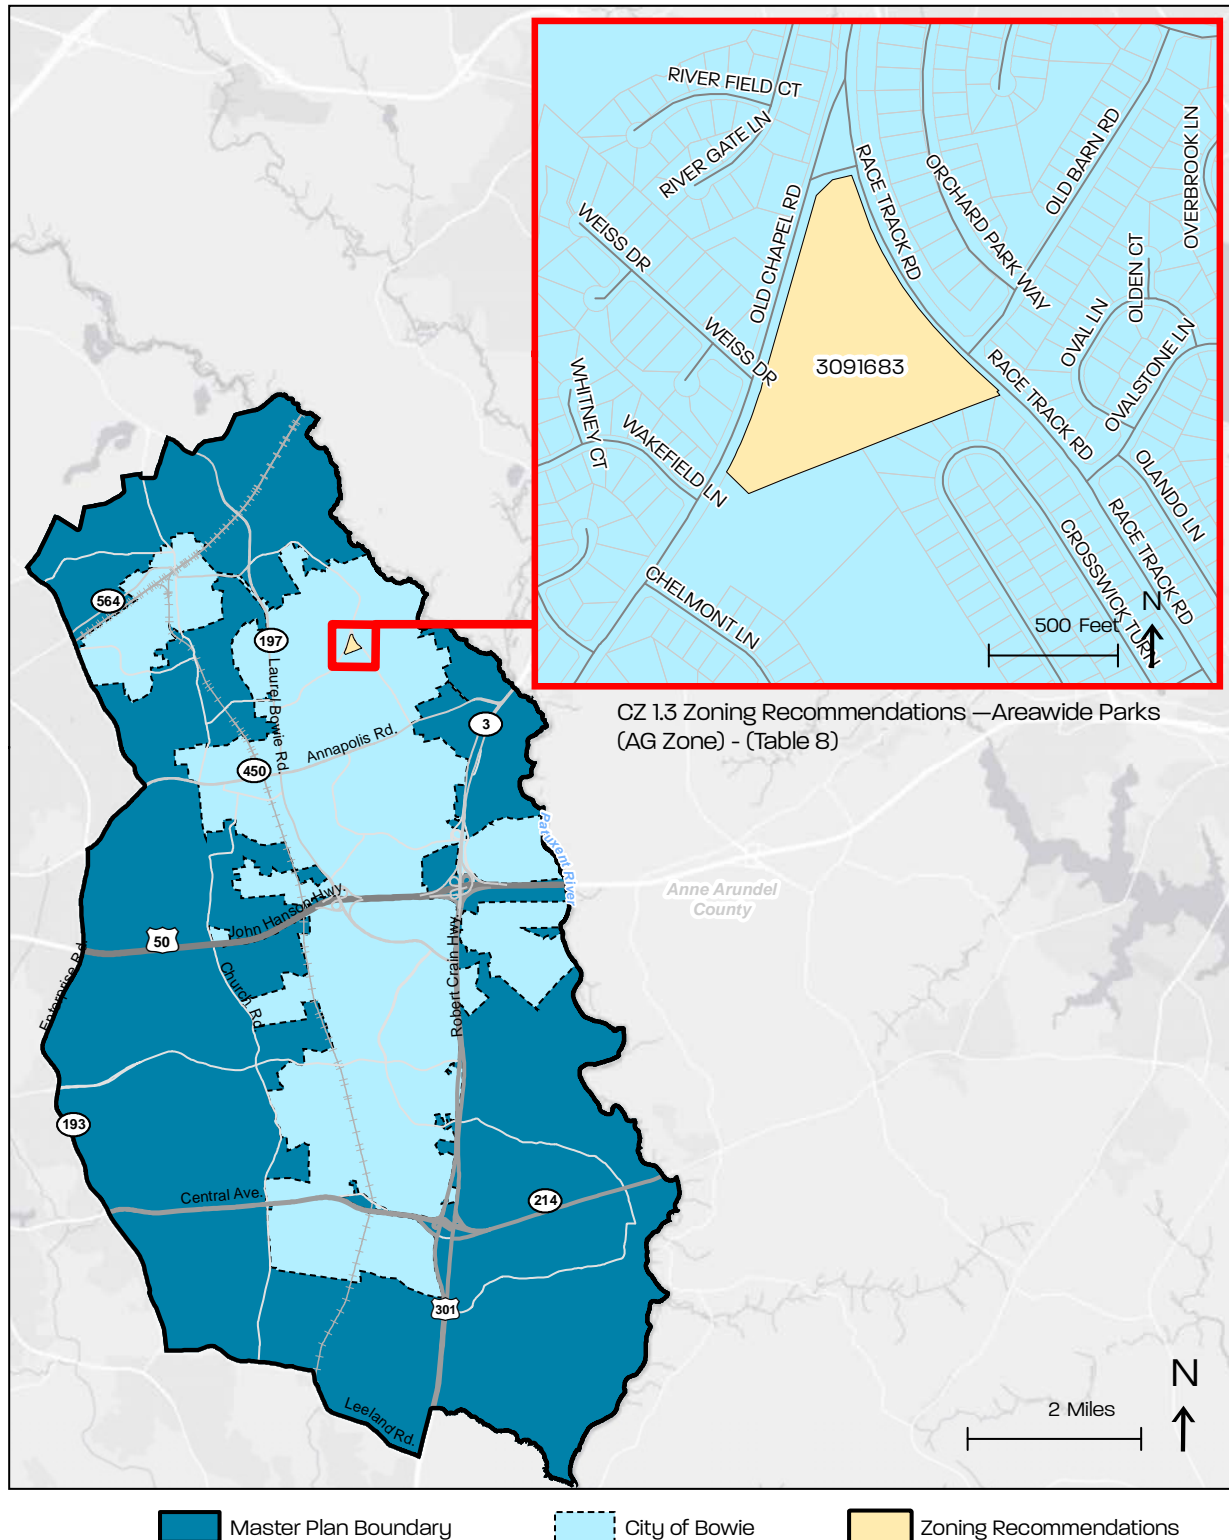 RIVER FIELD CT
RIVER GATE LN
OLD CHAPEL RD
RACE TRACK RD
ORCHARD PARK WAY
OLD BARN RD
OVERBROOK LN
WEISS DR
WEISS DR
OLDEN CT
OVAL LN
OVALSTONE LN
3091683
RACE TRACK RD
WHITNEY CT
WAKEFIELD LN
OLANDO LN
RACE TRACK RD
CROSSWICK TURN
CHELMONT LN
N
500 Feet
CZ 1.3 Zoning Recommendations —Areawide Parks
(AG Zone) - (Table 8)
564
197
Laurel Bowie Rd.
3
Annapolis Rd.
450
Patuxent River
Anne Arundel
County
John Hanson Hwy.
50
Enterprise Rd.
Church Rd.
Robert Crain Hwy.
193
Central Ave.
214
301
Leeland Rd.
N
2 Miles
Master Plan Boundary
City of Bowie
Zoning Recommendations